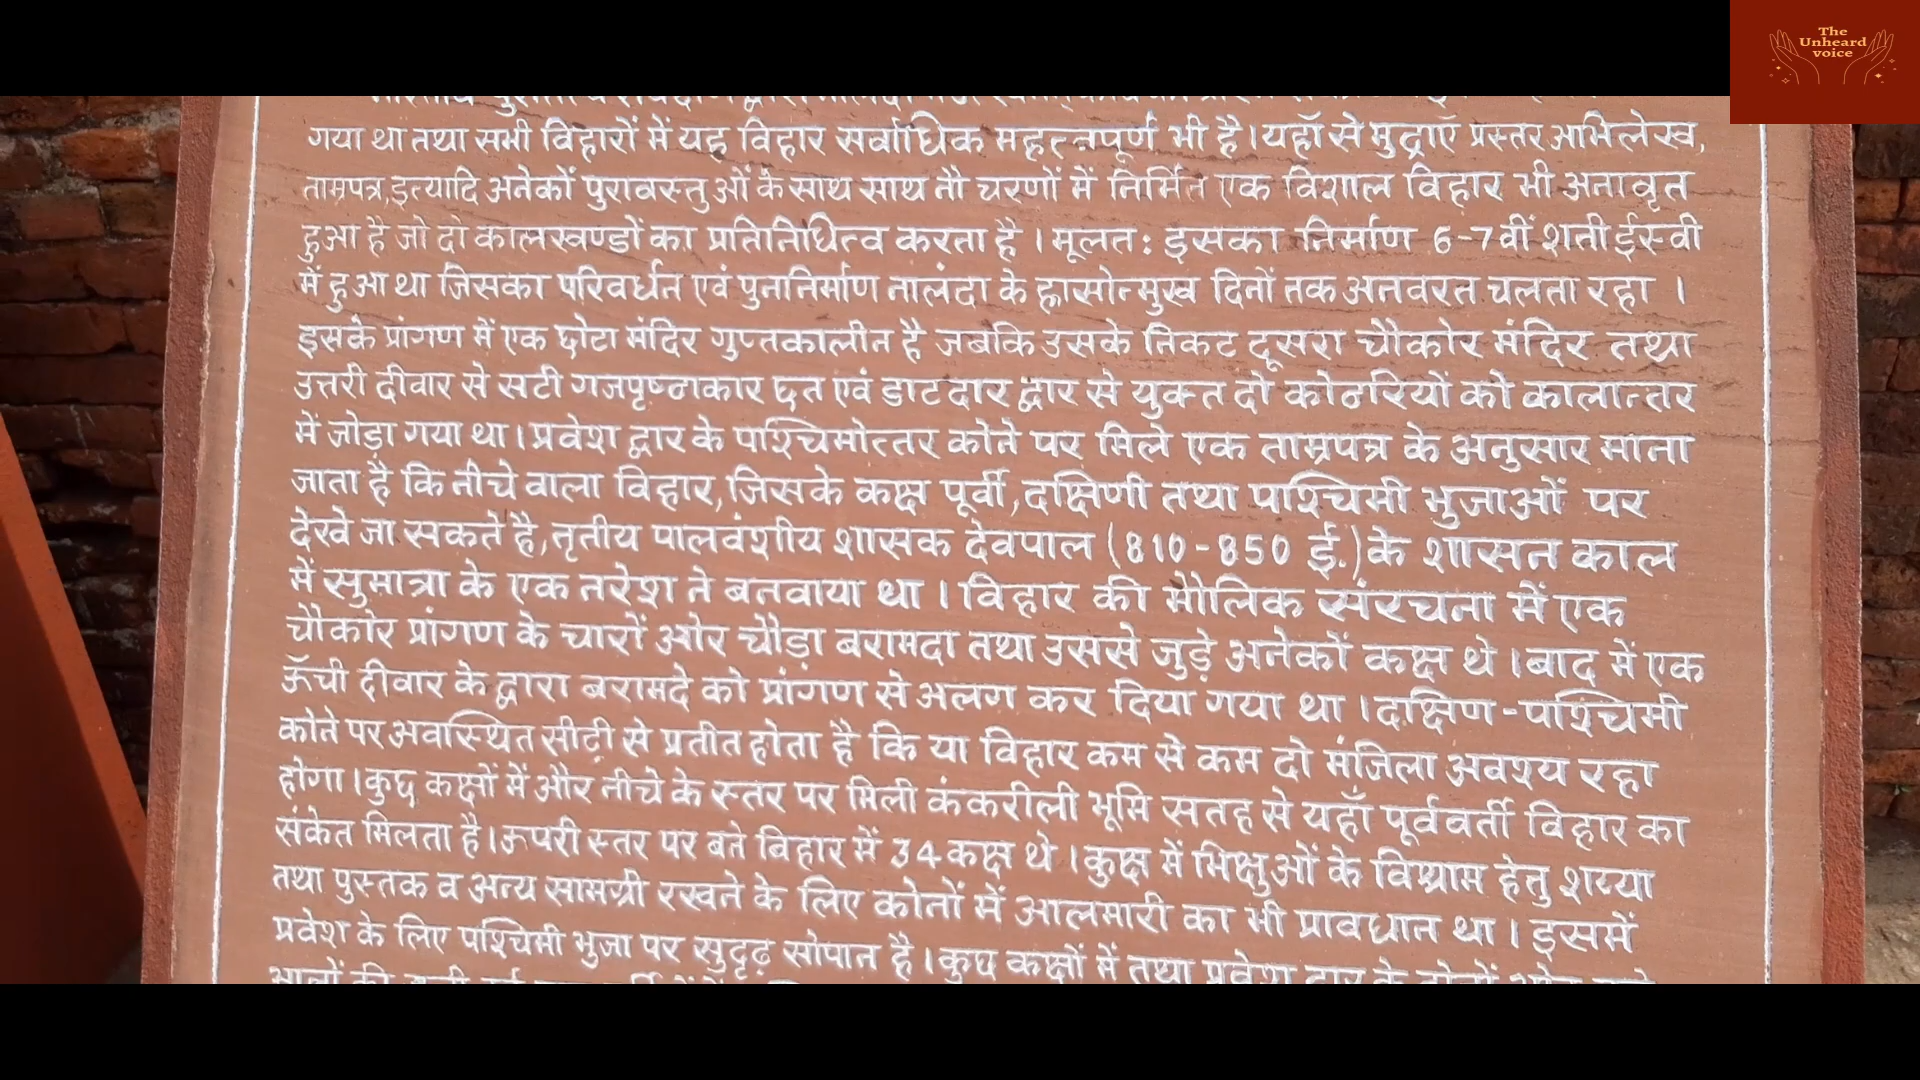 The
Unheard
voice
गया था तथा सभी विहारों में यह विहार सर्वाधिक महत्त्वपूर्ण भी है।यहाँ से मुद्राएँ प्रस्तर अभिलेख,
ताम्रपत्र,इत्यादि अनेकों पुरावस्तुओं के साथ साथ नौ चरणों में निर्मित एक विशाल विहार भी अनावृत
हुआ है जो दो कालखण्डों का प्रतिनिधित्व करता है । मूलत: इसका निर्माण 6-7वीं शती ईस्वी
में हुआ था जिसका परिवर्धन एवं पुननिर्माण नालंदा के ह्रासोन्मुख दिनों तक अनवरत चलता रहा ।
इसके प्रांगण में एक छोटा मंदिर गुप्तकालीन है जबकि उसके निकट दूसरा चौकोर मंदिर तथा
उत्तरी दीवार से सटी गजपृष्ठाकार छत एवं डाटदार द्वार से युक्त दो कोठरियों को कालान्तर
में जोड़ा गया था। प्रवेश द्वार के पश्चिमोत्तर कोने पर मिले एक ताम्रपत्र के अनुसार माना
जाता है कि नीचे वाला विहार,जिसके कक्ष पूर्वी,दक्षिणी तथा पश्चिमी भुजाओं पर
देखे जा सकते है,तृतीय पालवंशीय शासक देवपाल (810-850 ई.)के शासन काल
में सुमात्रा के एक नरेश ने बनवाया था । विहार की मौलिक संरचना में एक
चौकोर प्रांगण के चारों ओर चौड़ा बरामदा तथा उससे जुड़े अनेकों कक्ष थे ।बाद में एक
ऊँची दीवार के द्वारा बरामदे को प्रांगण से अलग कर दिया गया था ।दक्षिण-पश्चिमी
कोने पर अवस्थित सीढ़ी से प्रतीत होता है कि या विहार कम से कम दो मंजिला अवश्य रहा
होगा ।कुछ कक्षों में और नीचे के स्तर पर मिली कंकरीली भूमि सतह से यहाँ पूर्ववर्ती विहार का
संकेत मिलता है।ऊपरी स्तर पर बने विहार में 34कक्ष थे ।कुक्ष में भिक्षुओं के विश्राम हेतु शय्या
तथा पुस्तक व अन्य सामग्री रखने के लिए कोनों में आलमारी का भी प्रावधान था । इसमें
प्रवेश के लिए पश्चिमी भुजा पर सुदृढ़ सोपान है ।कुछ कक्षों में तथा प्रवेश द्वार के दोनों ओर